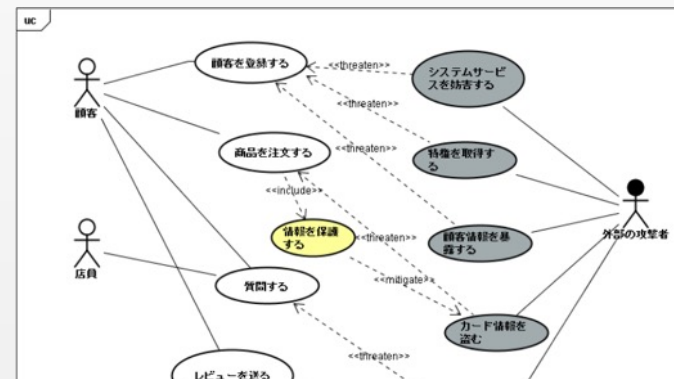 uc
顧客を登録する
<<threaten>>
システムサービ
スを妨害する
顧客
<<threaten>>
商品を注文する
<<threaten>>
特権を取得す
る
<<include>>
情報を保護
する
<<threaten>>
顧客情報を暴
露する
外部の攻撃者
店員
質問する
<<mitigate>>
カード情報を
盗む
<<threaten>>
レビューを送る